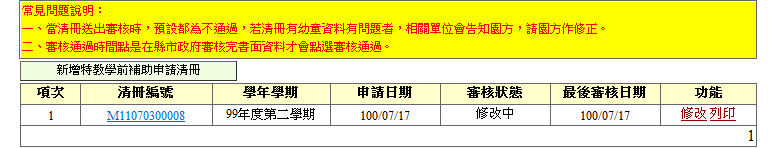 常見問題說明：
一、當清冊送出審核時，預設都為不通過，若清冊有幼童資料有問題者，相關單位會告知園方，請園方作修正。
二、審核通過時間點是在縣市政府審核完書面資料才會點選審核通過。
新增特教學前補助申請清冊
項次 清冊編號 學年學期 申請日期 審核狀態 最後審核日期 功能
1 M11070300008 99年度第二學期 100/07/17 修改中 100/07/17 修改 列印
1